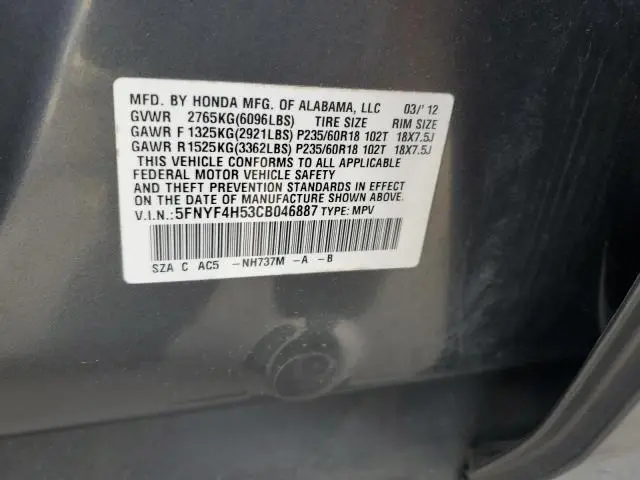 MFD. BY HONDA MFG. OF ALABAMA, LLC 03/'12
GVWR 2765KG(6096LBS) TIRE SIZE RIM SIZE
GAWR F 1325KG(2921LBS) P235/60R18 102T 18X7.5J
GAWR R 1525KG(3362LBS) P235/60R18 102T 18X7.5J
THIS VEHICLE CONFORMS TO ALL APPLICABLE
FEDERAL MOTOR VEHICLE SAFETY AND
THEFT PREVENTION STANDARDS IN EFFECT
ON THE DATE OF MANUFACTURE SHOWN ABOVE.
V.I.N.:5FNYF4H53CB046887 TYPE: MPV
SZA C AC5 -NH737M -A -B